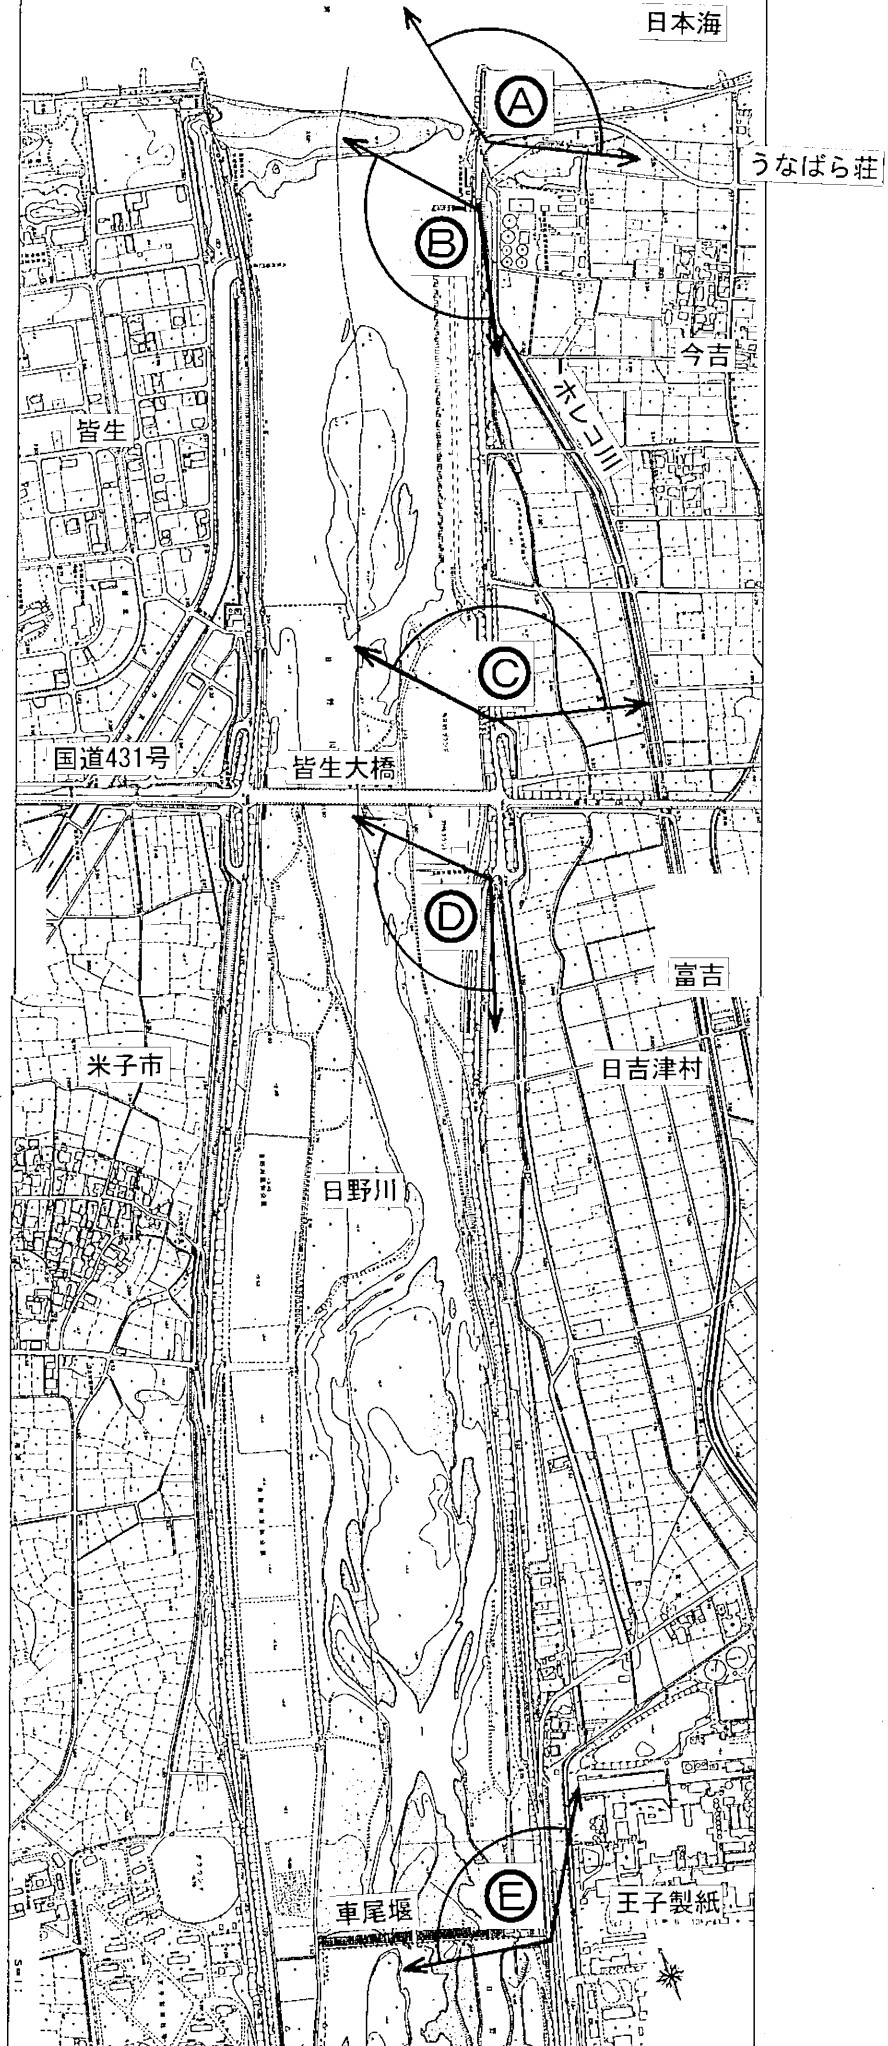 日本海
Ⓐ
うなばら荘
Ⓑ
今吉
ホレコ川
皆生
Ⓒ
国道431号
皆生大橋
Ⓓ
富吉
米子市
日吉津村
日野川
Ⓔ
車尾堰
王子製紙